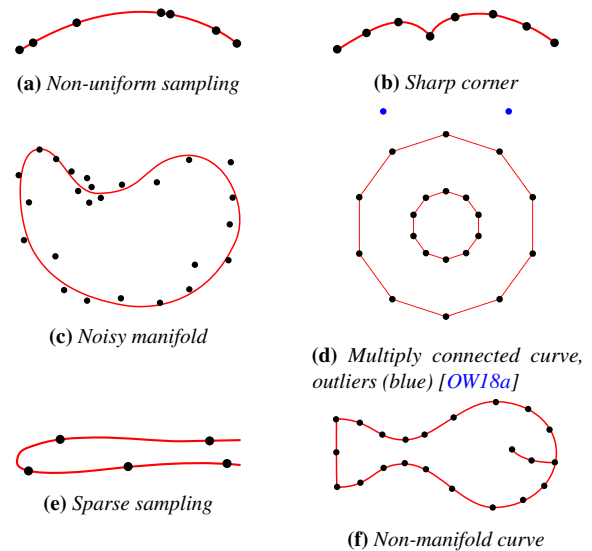 (a) Non-uniform sampling
(b) Sharp corner
(c) Noisy manifold
(d) Multiply connected curve,
outliers (blue) [OW18a]
(e) Sparse sampling
(f) Non-manifold curve